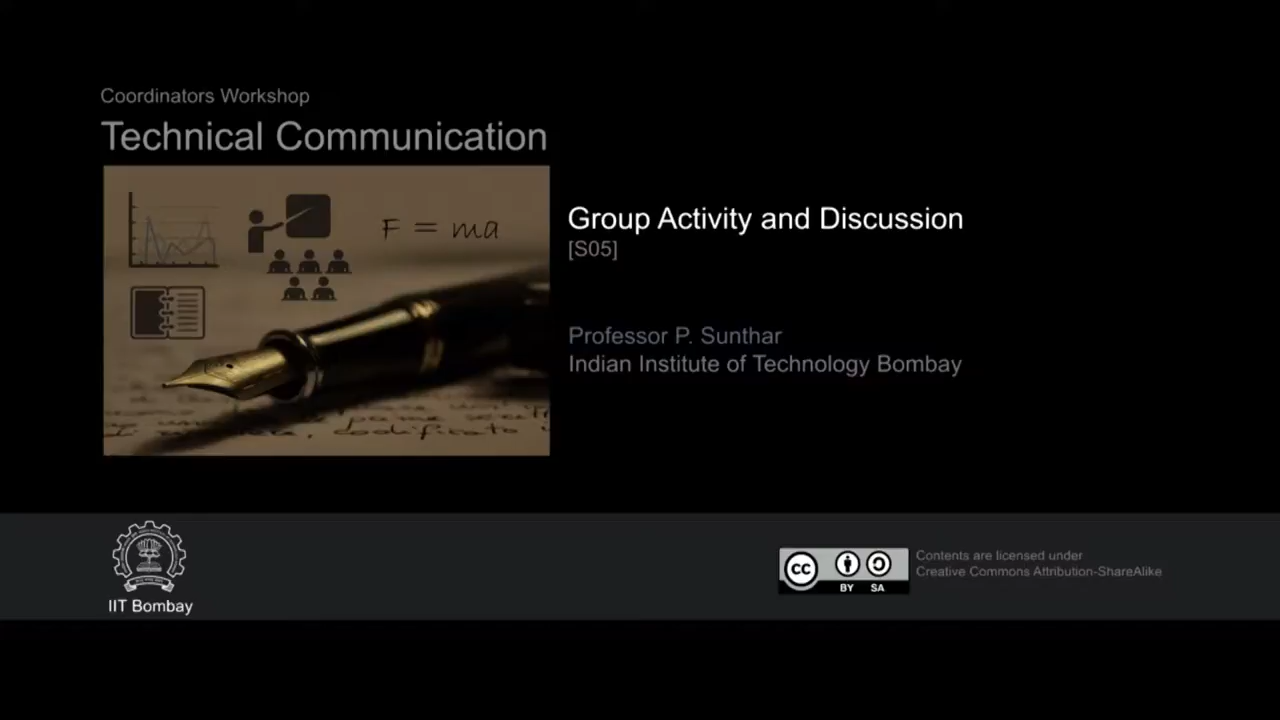 Coordinators Workshop
Technical Communication
F = ma
Group Activity and Discussion
[S05]
Professor P. Sunthar
Indian Institute of Technology Bombay
IIT Bombay
cc
BY SA
Contents are licensed under
Creative Commons Attribution-ShareAlike